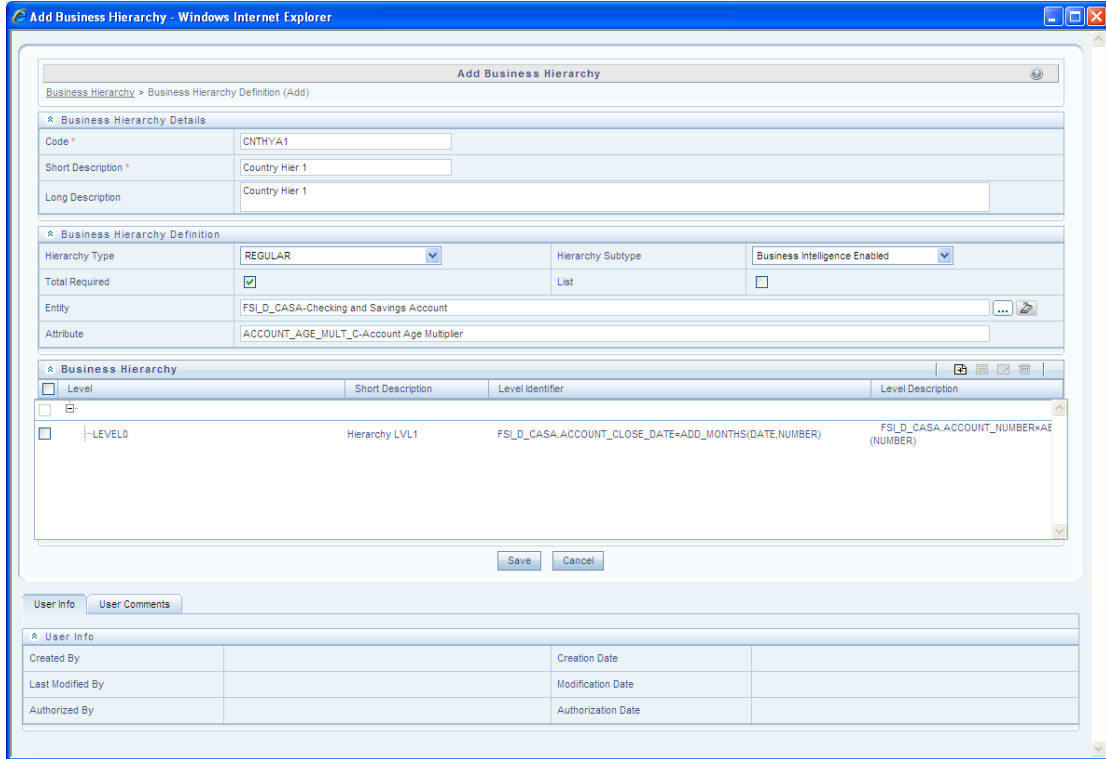 Add Business Hierarchy - Windows Internet Explorer
Add Business Hierarchy
Business Hierarchy > Business Hierarchy Definition (Add)
Business Hierarchy Details
Code * CNTHYA1
Short Description * Country Hier 1
Long Description Country Hier 1
Business Hierarchy Definition
Hierarchy Type REGULAR Hierarchy Subtype Business Intelligence Enabled
Total Required List
Entity FSI_D_CASA-Checking and Savings Account ...
Attribute ACCOUNT_AGE_MULT_C-Account Age Multiplier
Business Hierarchy
Level Short Description Level Identifier Level Description
LEVEL0 Hierarchy LVL1 FSI_D_CASA.ACCOUNT_CLOSE_DATE=ADD_MONTHS(DATE,NUMBER) FSI_D_CASA.ACCOUNT_NUMBER=AE
(NUMBER)
Save Cancel
User Info User Comments
User Info
Created By Creation Date
Last Modified By Modification Date
Authorized By Authorization Date